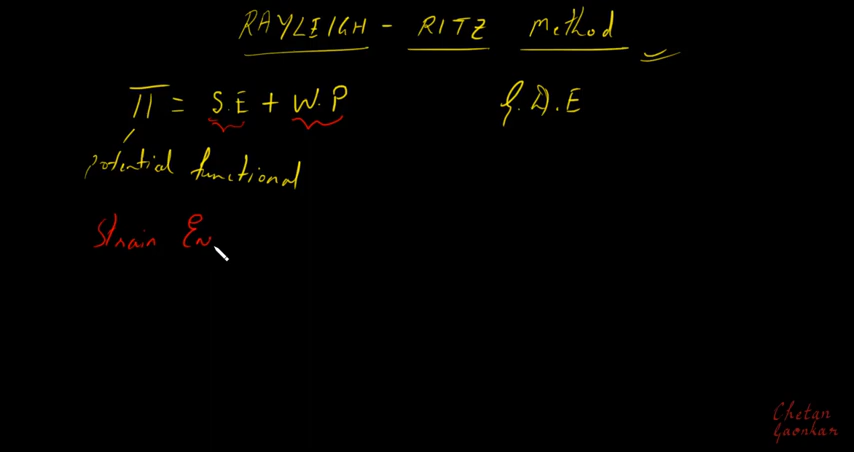 RAYLEIGH - RITZ Method
Π = S.E + W.P
G.D.E
potential functional
Strain En
Chetan
Gaonkar